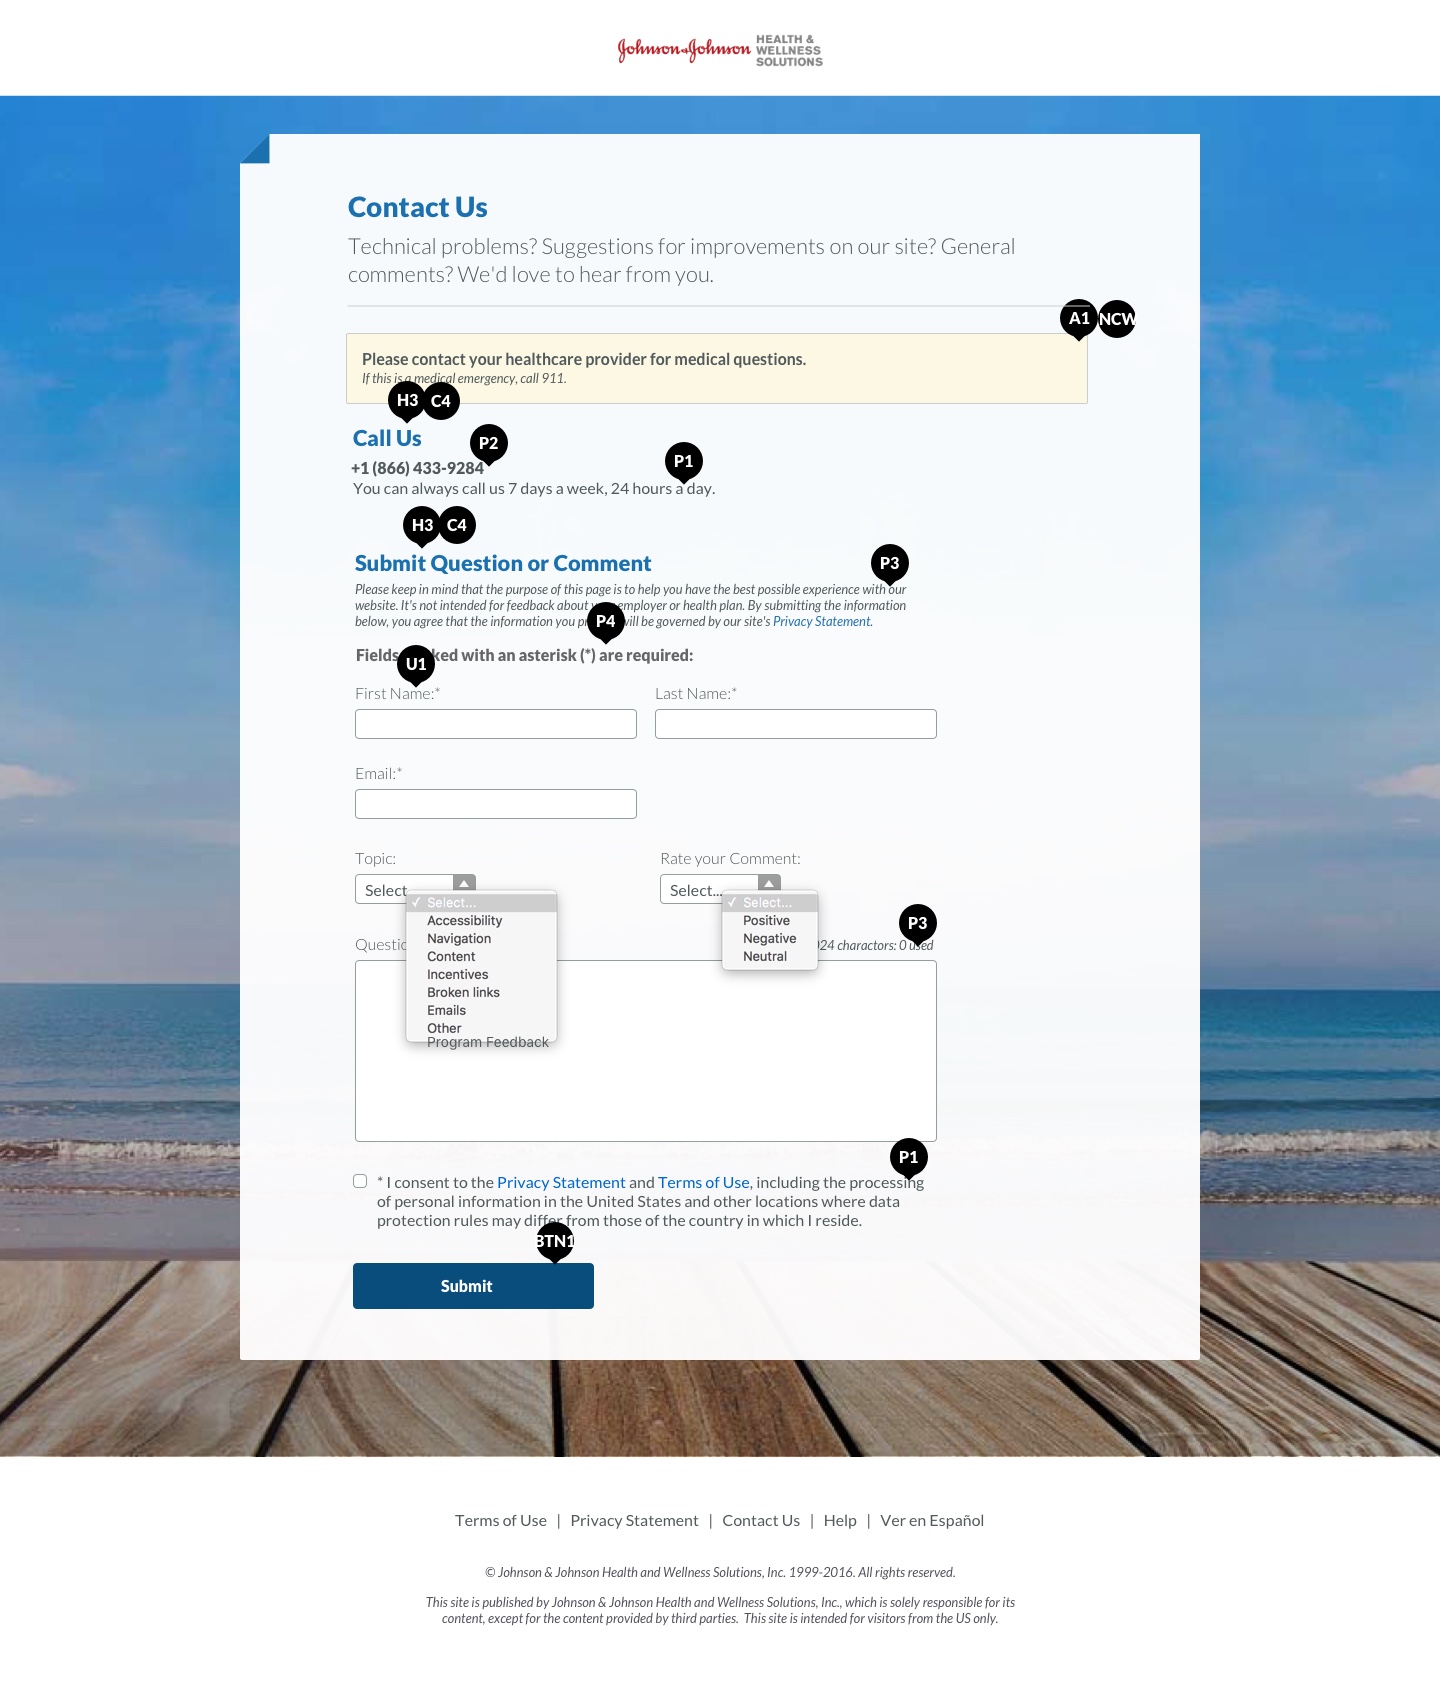 Johnson & Johnson HEALTH &
WELLNESS
SOLUTIONS
Contact Us
Technical problems? Suggestions for improvements on our site? General
comments? We'd love to hear from you.
A1 NCW
Please contact your healthcare provider for medical questions.
If this is a medical emergency, call 911.
H3 C4
Call Us
P2
P1
+1 (866) 433-9284
You can always call us 7 days a week, 24 hours a day.
H3 C4
Submit Question or Comment
P3
Please keep in mind that the purpose of this page is to help you have the best possible experience with our
website. It's not intended for feedback about employer or health plan. By submitting the information
P4
below, you agree that the information you will be governed by our site's Privacy Statement.
Fields with an asterisk (*) are required:
U1
First Name:* Last Name:*
Email:*
Topic: Rate your Comment:
Select Select...
✓ Select... ✓ Select...
Accessibility Positive
Navigation Negative
Content Neutral
Incentives
Broken links
Emails
Other
Program Feedback
P3
charactors: 0 used
P1
* I consent to the Privacy Statement and Terms of Use, including the processing
of personal information in the United States and other locations where data
protection rules may differ from those of the country in which I reside.
BTN1
Submit
Terms of Use | Privacy Statement | Contact Us | Help | Ver en Español
© Johnson & Johnson Health and Wellness Solutions, Inc. 1999-2016. All rights reserved.
This site is published by Johnson & Johnson Health and Wellness Solutions, Inc., which is solely responsible for its
content, except for the content provided by third parties. This site is intended for visitors from the US only.